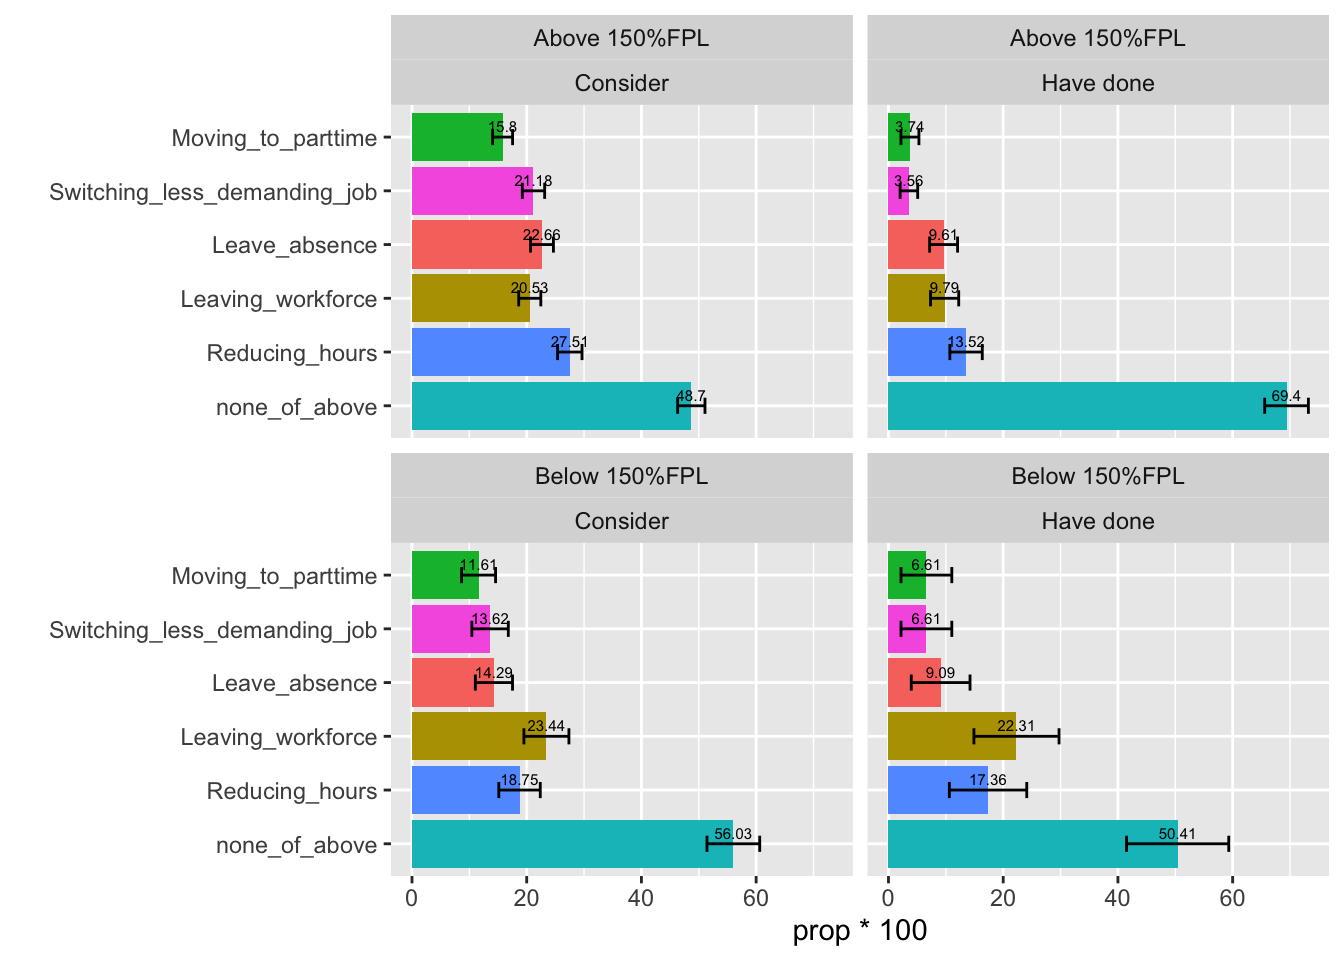 Above 150%FPL
Above 150%FPL
Consider
Have done
Moving_to_parttime
15.8
3.74
Switching_less_demanding_job
21.18
3.56
Leave_absence
22.66
9.61
Leaving_workforce
20.53
9.79
Reducing_hours
27.51
13.52
none_of_above
48.7
69.4
Below 150%FPL
Below 150%FPL
Consider
Have done
Moving_to_parttime
11.61
6.61
Switching_less_demanding_job
13.62
6.61
Leave_absence
14.29
9.09
Leaving_workforce
23.44
22.31
Reducing_hours
18.75
17.36
none_of_above
56.03
50.41
0 20 40 60
0 20 40 60
prop * 100